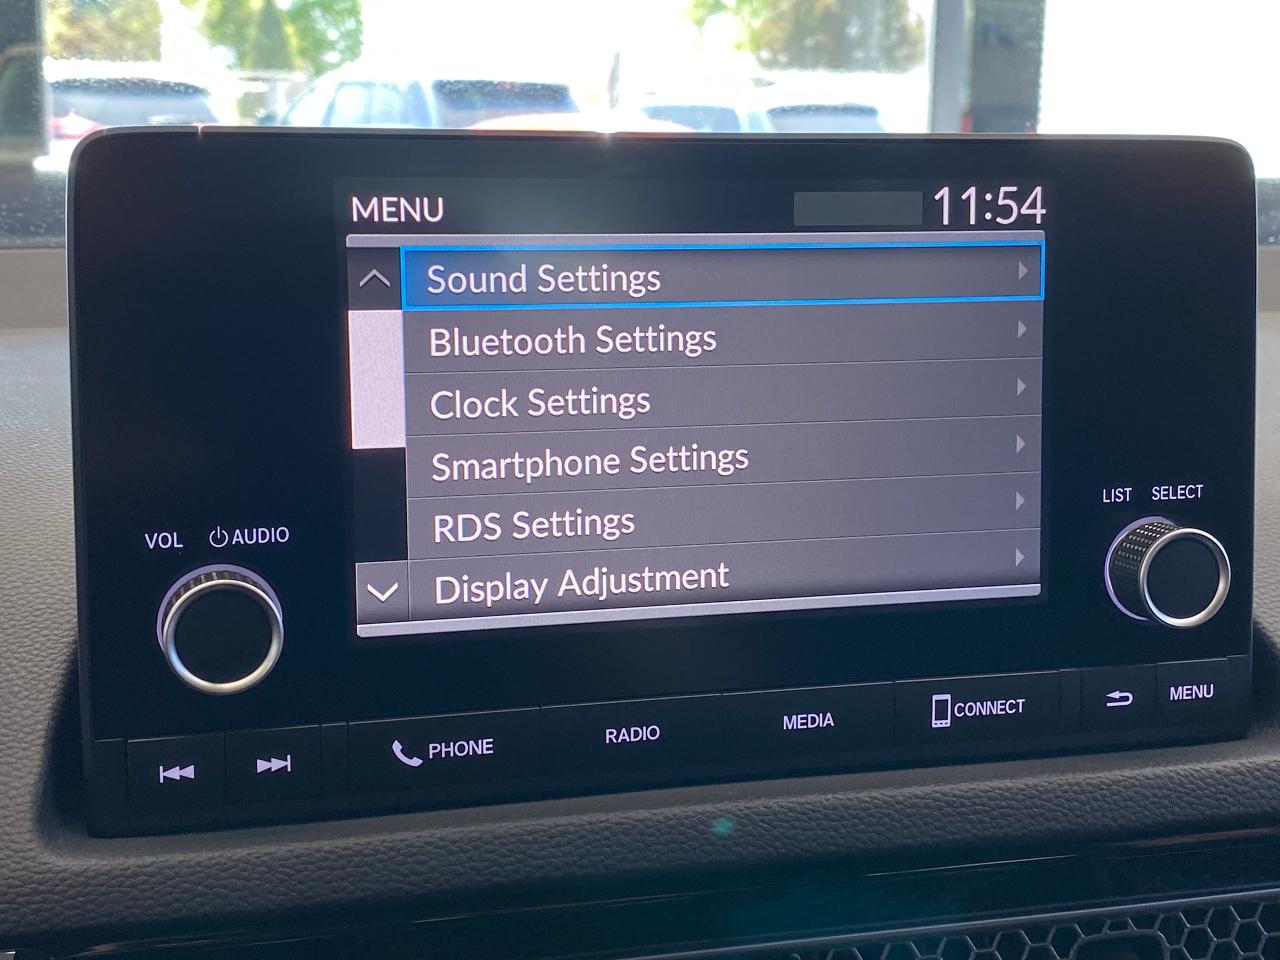 MENU 11:54
Sound Settings
Bluetooth Settings
Clock Settings
Smartphone Settings
RDS Settings
Display Adjustment
VOL AUDIO
LIST SELECT
PHONE RADIO MEDIA CONNECT MENU